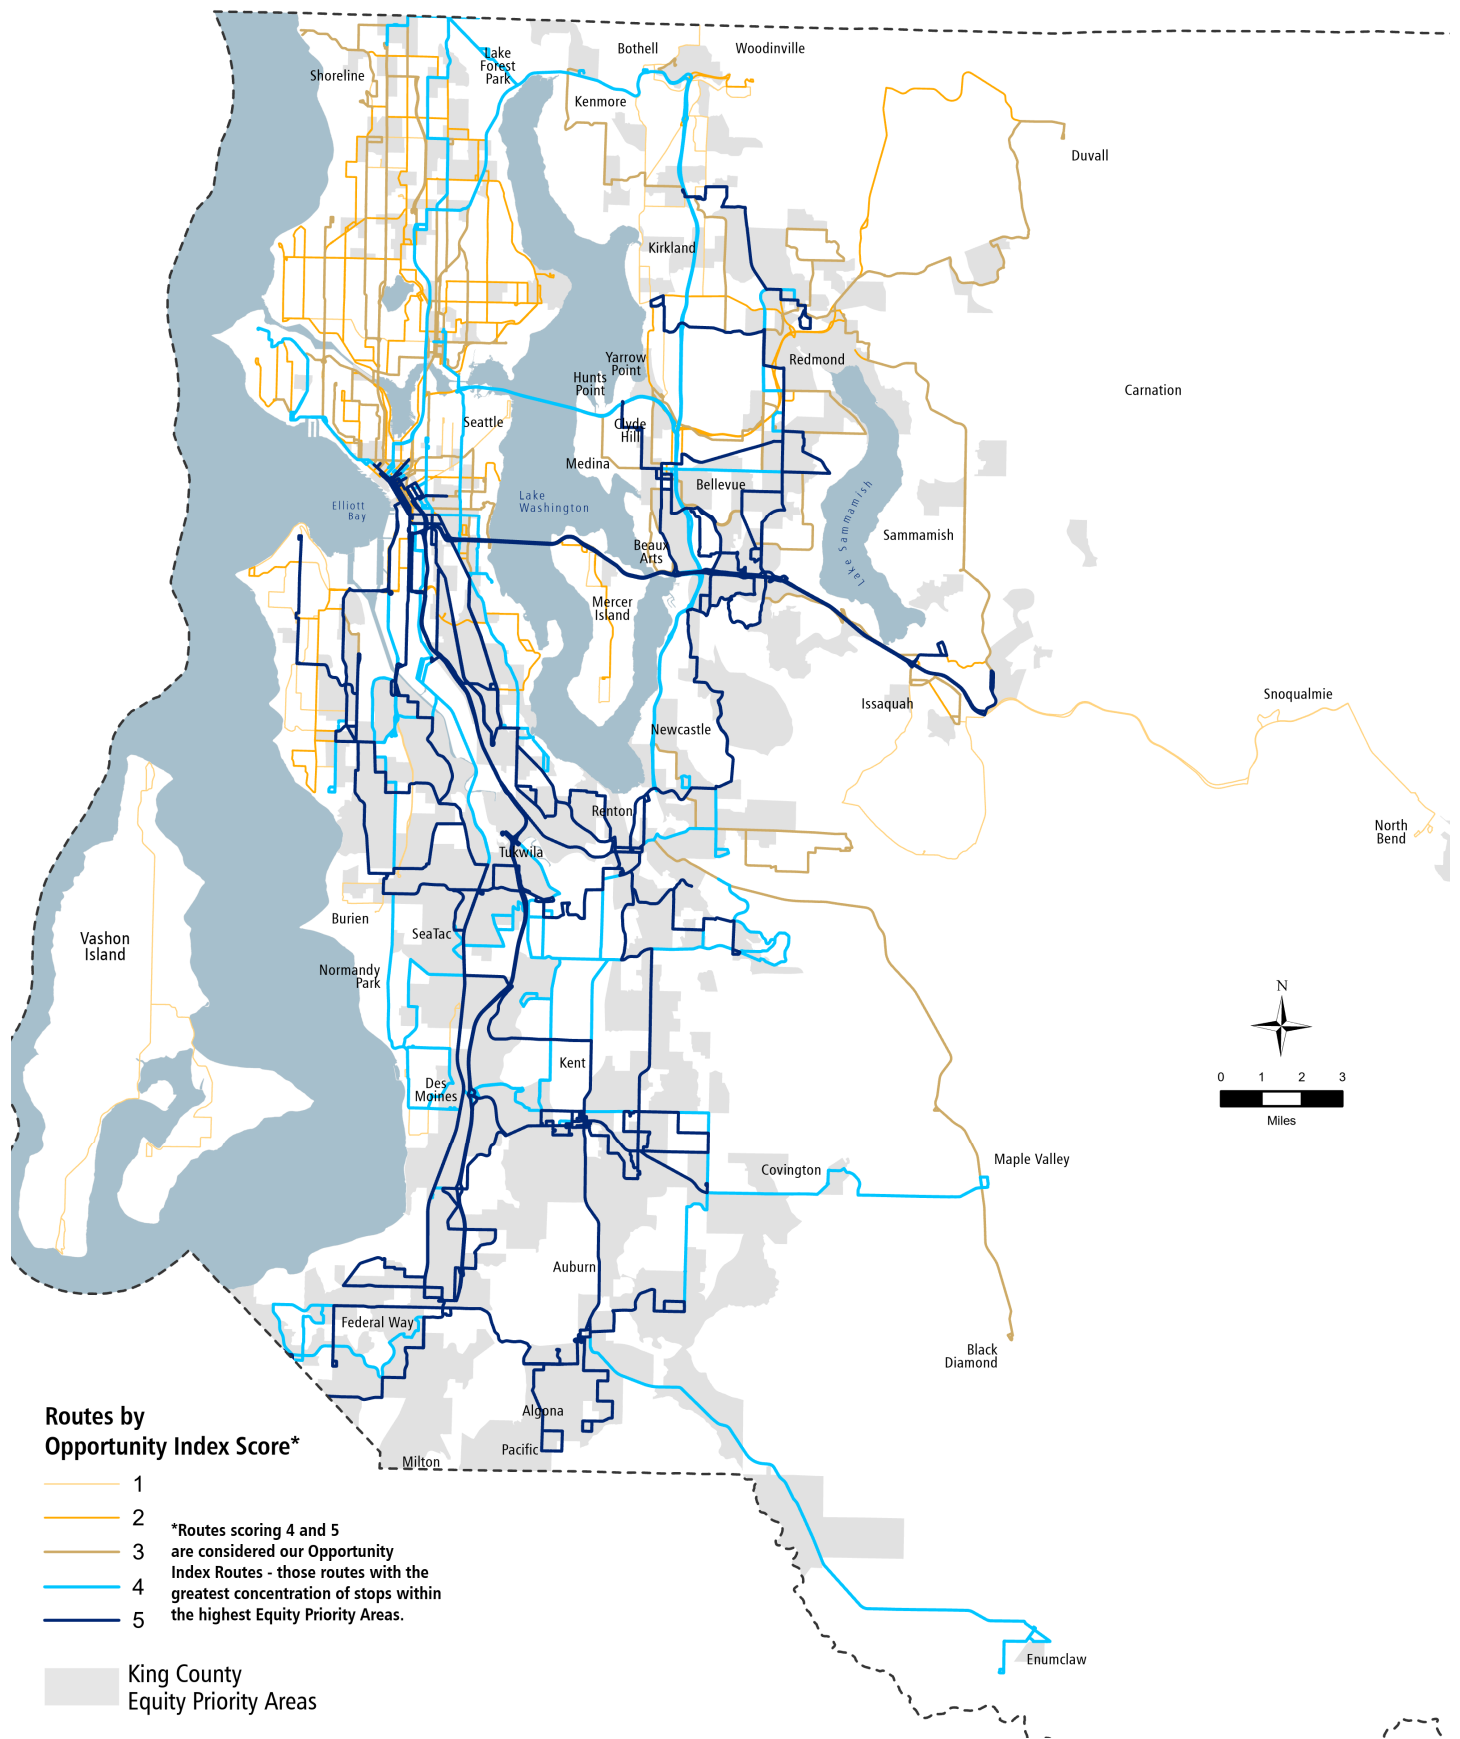 Lake
Forest
Park
Bothell
Woodinville
Shoreline
Kenmore
Duvall
Kirkland
Yarrow
Point
Hunts
Point
Redmond
Carnation
Seattle
Clyde
Hill
Medina
Bellevue
Lake
Washington
Elliott
Bay
Lake Sammamish
Sammamish
Beaux
Arts
Mercer
Island
Issaquah
Snoqualmie
Newcastle
Renton
North
Bend
Tukwila
Burien
SeaTac
Vashon
Island
Normandy
Park
N
0 1 2 3
Miles
Kent
Des
Moines
Covington
Maple Valley
Auburn
Federal Way
Black
Diamond
Algona
Pacific
Milton
Enumclaw
Routes by
Opportunity Index Score*
1
2
3
4
5
*Routes scoring 4 and 5
are considered our Opportunity
Index Routes - those routes with the
greatest concentration of stops within
the highest Equity Priority Areas.
King County
Equity Priority Areas